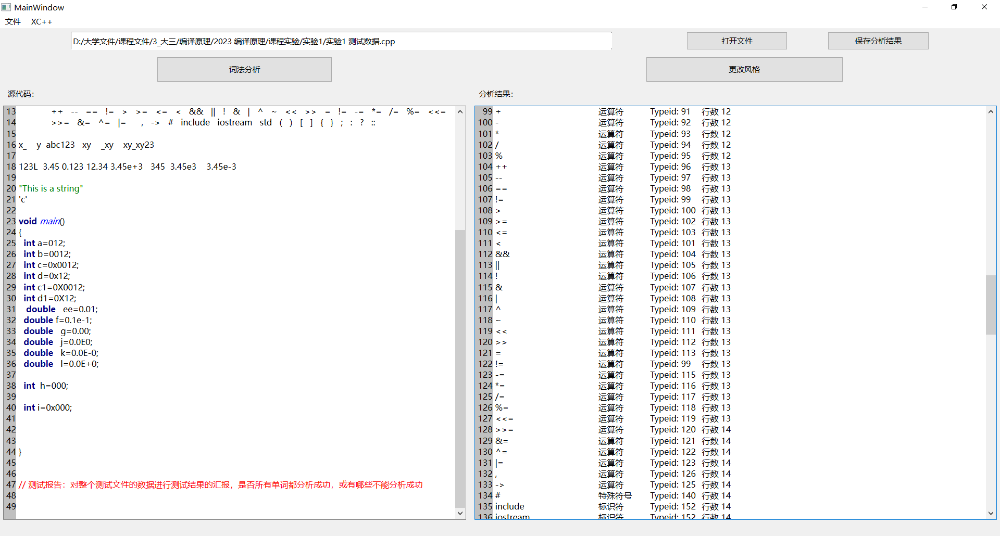 MainWindow
文件 XC++
D:/大学文件/课程文件/3_大三/编译原理/2023 编译原理/课程实验/实验1/实验1 测试数据.cpp
打开文件
保存分析结果
词法分析
更改风格
源代码：
13 ++ -- == != > >= <= < && || ! & | ^ ~ << >> = != -= *= /= %= <<=
14 >>= &= ^= |= , -> # include iostream std ( ) [ ] { } ; : ? ::
15
16 x_ y abc123 xy _xy xy_xy23
17
18 123L 3.45 0.123 12.34 3.45e+3 345 3.45e3 3.45e-3
19
20 "This is a string"
21 'c'
22
23 void main()
24 {
25 int a=012;
26 int b=0012;
27 int c=0x0012;
28 int d=0x12;
29 int c1=0X0012;
30 int d1=0X12;
31 double ee=0.01;
32 double f=0.1e-1;
33 double g=0.00;
34 double j=0.0E0;
35 double k=0.0E-0;
36 double l=0.0E+0;
37
38 int h=000;
39
40 int i=0x000;
41
42
43
44 }
45
46
47 // 测试报告：对整个测试文件的数据进行测试结果的汇报，是否所有单词都分析成功，或有哪些不能分析成功
48
49
分析结果：
99 + 运算符 Typeid: 91 行数 12
100 - 运算符 Typeid: 92 行数 12
101 * 运算符 Typeid: 93 行数 12
102 / 运算符 Typeid: 94 行数 12
103 % 运算符 Typeid: 95 行数 12
104 ++ 运算符 Typeid: 96 行数 13
105 -- 运算符 Typeid: 97 行数 13
106 == 运算符 Typeid: 98 行数 13
107 != 运算符 Typeid: 99 行数 13
108 > 运算符 Typeid: 100 行数 13
109 >= 运算符 Typeid: 102 行数 13
110 <= 运算符 Typeid: 103 行数 13
111 < 运算符 Typeid: 101 行数 13
112 && 运算符 Typeid: 104 行数 13
113 || 运算符 Typeid: 105 行数 13
114 ! 运算符 Typeid: 106 行数 13
115 & 运算符 Typeid: 107 行数 13
116 | 运算符 Typeid: 108 行数 13
117 ^ 运算符 Typeid: 109 行数 13
118 ~ 运算符 Typeid: 110 行数 13
119 << 运算符 Typeid: 111 行数 13
120 >> 运算符 Typeid: 112 行数 13
121 = 运算符 Typeid: 113 行数 13
122 != 运算符 Typeid: 99 行数 13
123 -= 运算符 Typeid: 115 行数 13
124 *= 运算符 Typeid: 116 行数 13
125 /= 运算符 Typeid: 117 行数 13
126 %= 运算符 Typeid: 118 行数 13
127 <<= 运算符 Typeid: 119 行数 13
128 >>= 运算符 Typeid: 120 行数 14
129 &= 运算符 Typeid: 121 行数 14
130 ^= 运算符 Typeid: 122 行数 14
131 |= 运算符 Typeid: 123 行数 14
132 , 运算符 Typeid: 126 行数 14
133 -> 运算符 Typeid: 125 行数 14
134 # 特殊符号 Typeid: 140 行数 14
135 include 标识符 Typeid: 152 行数 14
136 iostream 标识符 Typeid: 152 行数 14